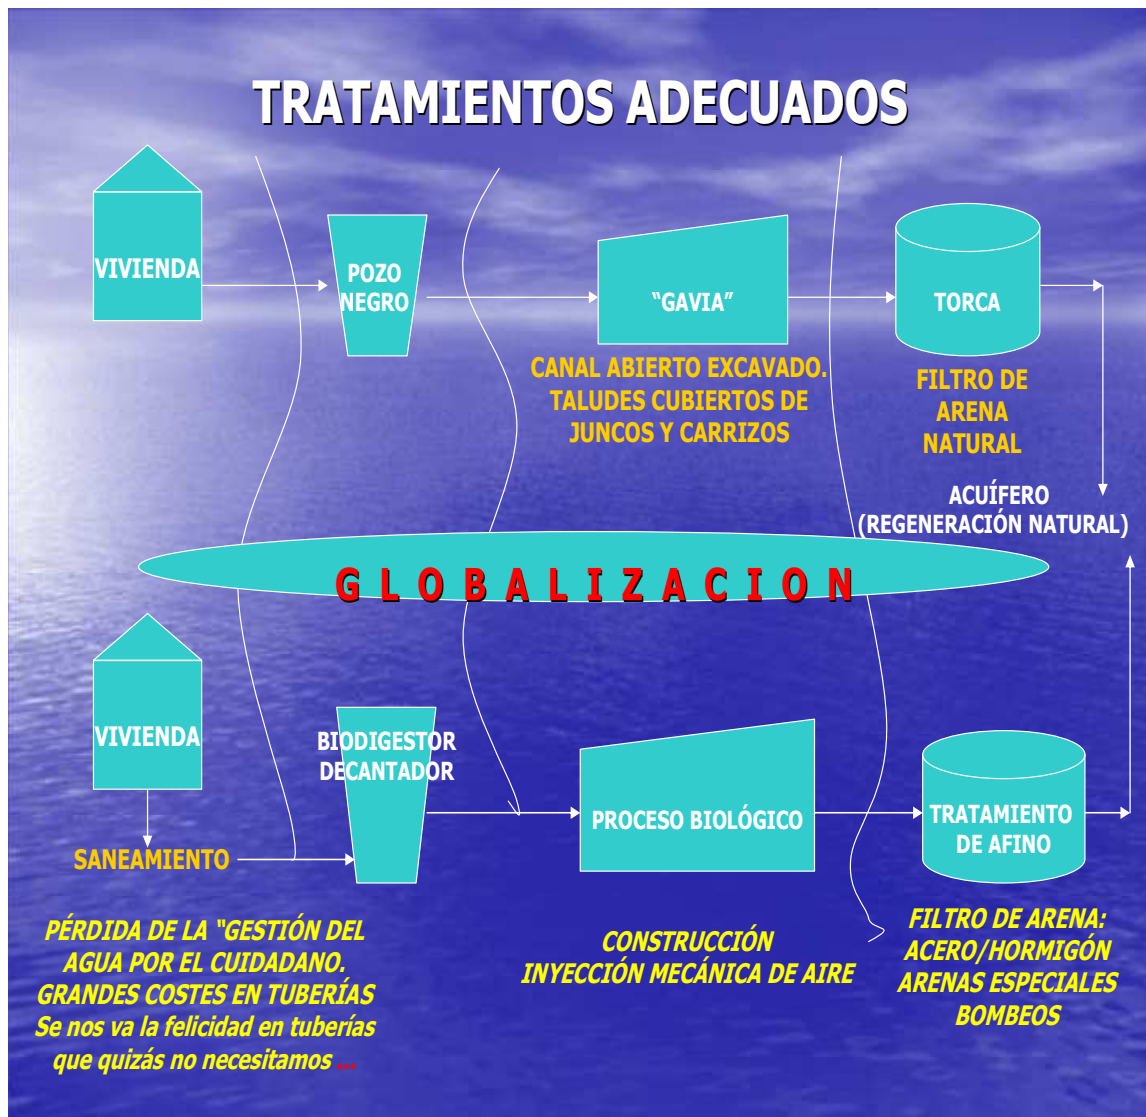 TRATAMIENTOS ADECUADOS
VIVIENDA
POZO
NEGRO
“GAVIA”
TORCA
CANAL ABIERTO EXCAVADO.
TALUDES CUBIERTOS DE
JUNCOS Y CARRIZOS
FILTRO DE
ARENA
NATURAL
ACUÍFERO
(REGENERACIÓN NATURAL)
G L O B A L I Z A C I O N
VIVIENDA
SANEAMIENTO
BIODIGESTOR
DECANTADOR
PROCESO BIOLÓGICO
TRATAMIENTO
DE AFINO
PÉRDIDA DE LA “GESTIÓN DEL
AGUA POR EL CUIDADANO.
GRANDES COSTES EN TUBERÍAS
Se nos va la felicidad en tuberías
que quizás no necesitamos ...
CONSTRUCCIÓN
INYECCIÓN MECÁNICA DE AIRE
FILTRO DE ARENA:
ACERO/HORMIGÓN
ARENAS ESPECIALES
BOMBEOS